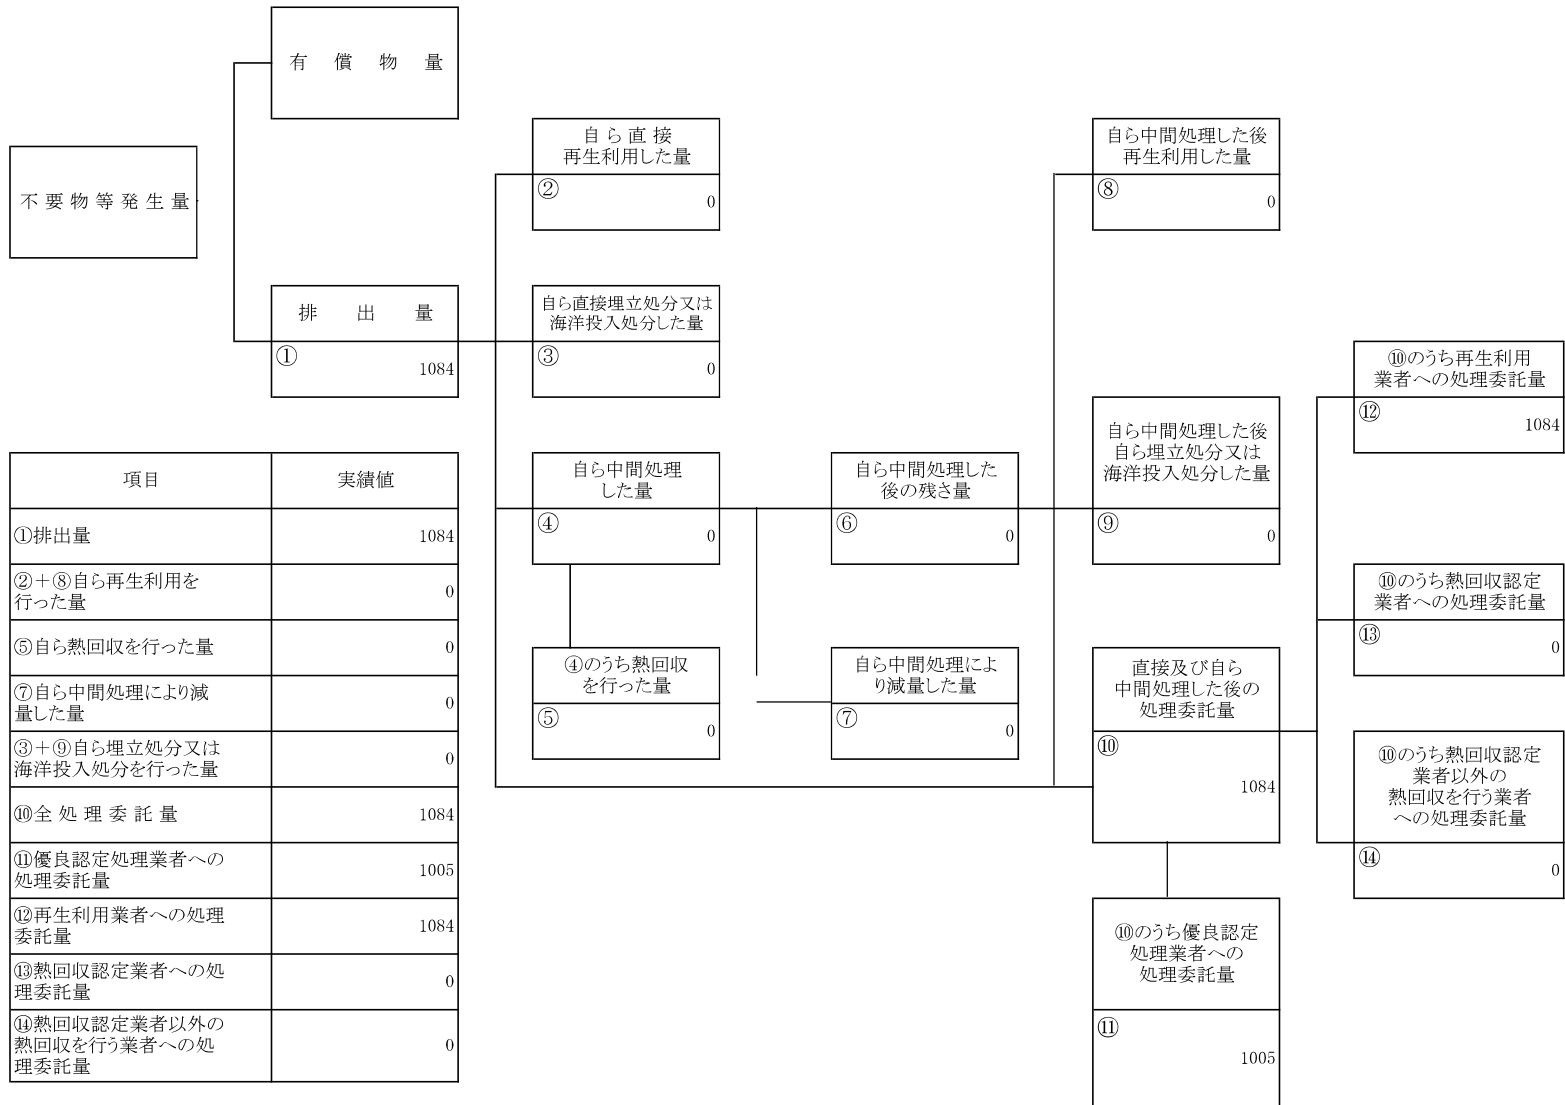 有償物量
不要物等発生量
排出量
①
1084
自ら直接
再生利用した量
②
0
自ら直接埋立処分又は
海洋投入処分した量
③
0
自ら中間処理
した量
④
0
④のうち熱回収
を行った量
⑤
0
自ら中間処理した
後の残さ量
⑥
0
自ら中間処理によ
り減量した量
⑦
0
自ら中間処理した後
再生利用した量
⑧
0
自ら中間処理した後
自ら埋立処分又は
海洋投入処分した量
⑨
0
直接及び自ら
中間処理した後の
処理委託量
⑩
1084
⑩のうち優良認定
処理業者への
処理委託量
⑪
1005
⑩のうち再生利用
業者への処理委託量
⑫
1084
⑩のうち熱回収認定
業者への処理委託量
⑬
0
⑩のうち熱回収認定
業者以外の
熱回収を行う業者
への処理委託量
⑭
0
項目 実績値
①排出量 1084
②+⑧自ら再生利用を
行った量
0
⑤自ら熱回収を行った量 0
⑦自ら中間処理により減
量した量
0
③+⑨自ら埋立処分又は
海洋投入処分を行った量
0
⑩全処理委託量 1084
⑪優良認定処理業者への
処理委託量
1005
⑫再生利用業者への処理
委託量
1084
⑬熱回収認定業者への処
理委託量
0
⑭熱回収認定業者以外の
熱回収を行う業者への処
理委託量
0